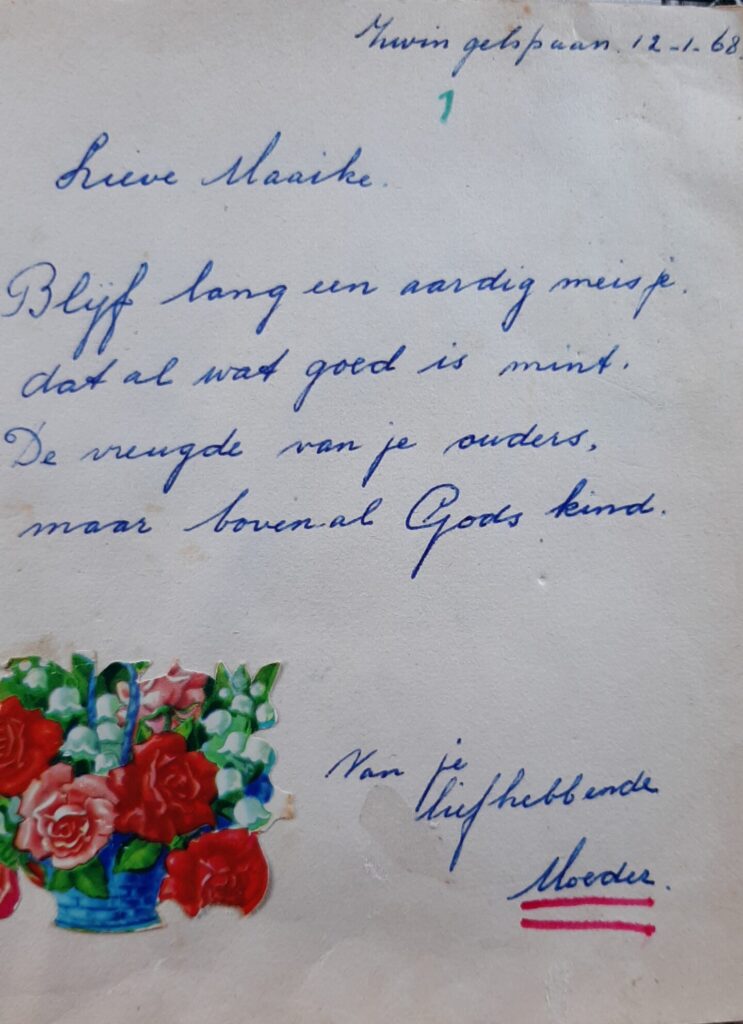 Zwingelspaan. 12-1-68.
1
Lieve Maaike.
Blijf lang een aardig meisje.
dat al wat goed is mint.
De vreugde van je ouders,
maar boven al Gods kind.
Van je
liefhebbende
Moeder.